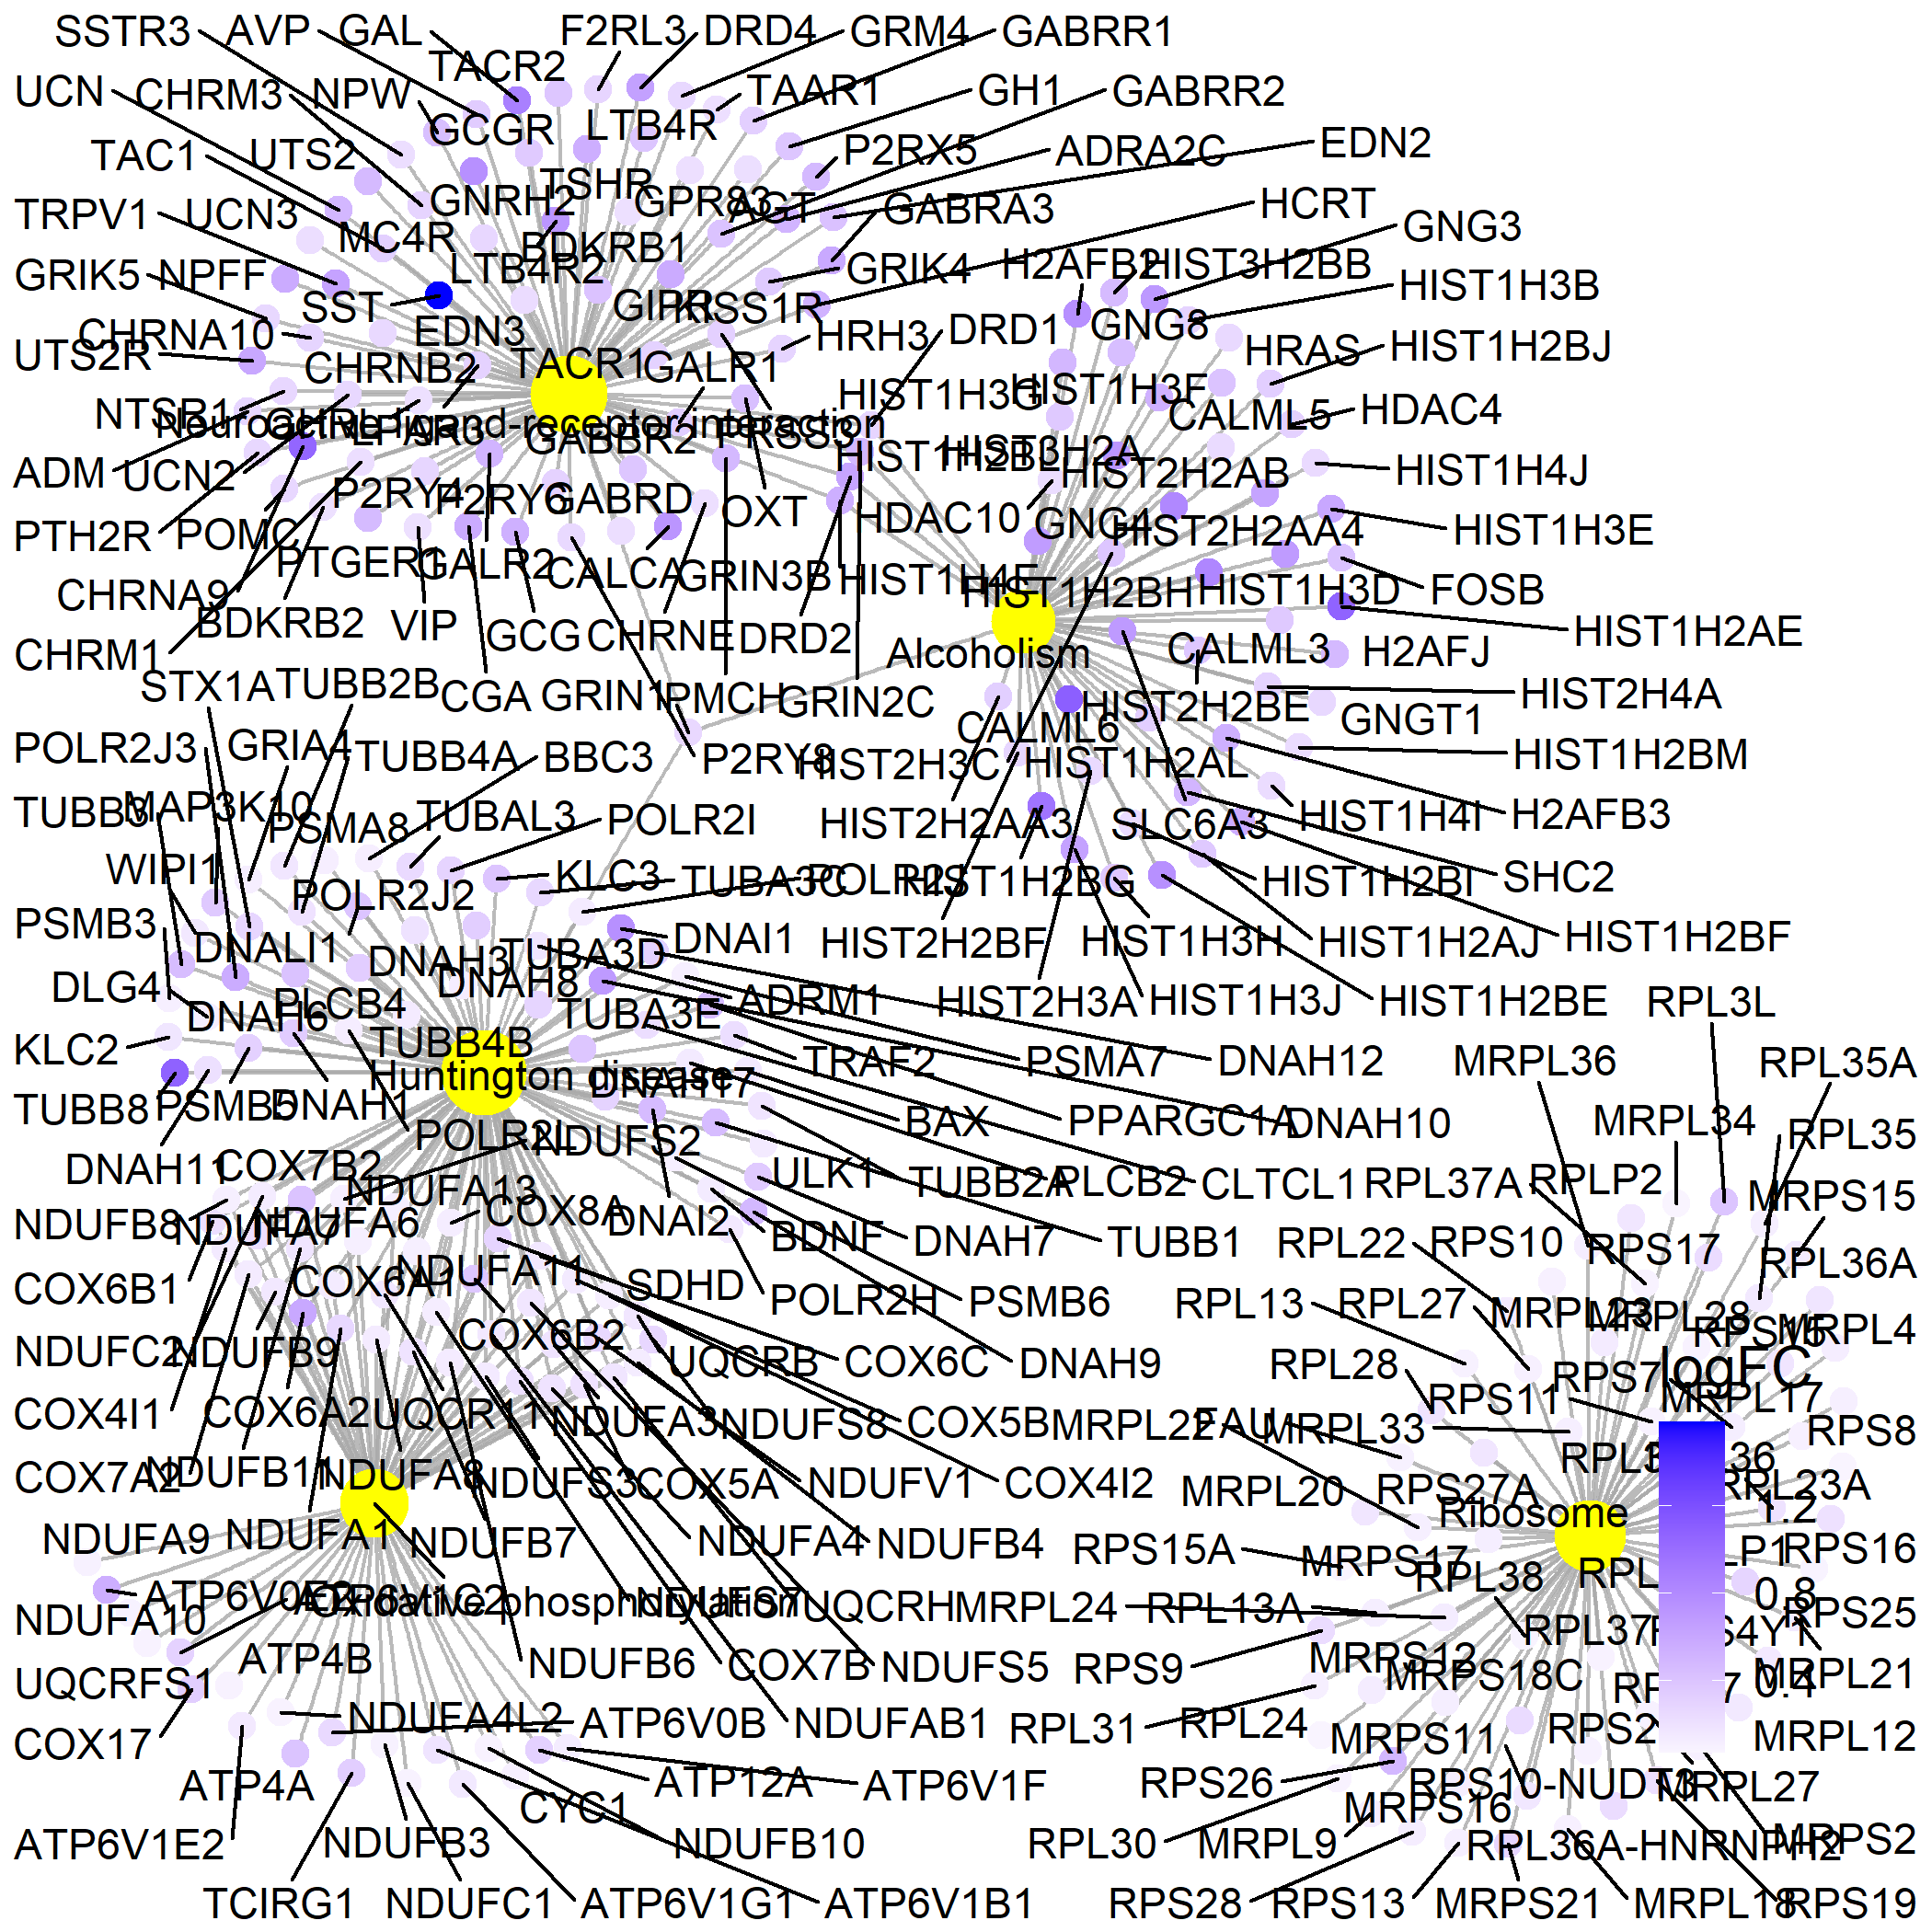 SSTR3 AVP GAL F2RL3 DRD4 GRM4 GABRR1
TACR2
UCN CHRM3 NPW TAAR1 GH1 GABRR2
GCGR LTB4R
TAC1 UTS2 P2RX5 ADRA2C EDN2
TSHR
TRPV1 UCN3 GNRH2 GPR83 AGT GABRA3 HCRT
MC4R BDKRB1 GNG3
GRIK5 NPFF LTB4R2 GRIK4 H2AFB2 HIST3H2BB
SST GIPR KISS1R HIST1H3B
CHRNA10 EDN3 HRH3 DRD1 GNG8
UTS2R CHRNB2 TACR1 GALR1 HRAS HIST1H2BJ
HIST1H3G HIST1H3F
NTSR1 CALML5 HDAC4
Neuroactive ligand-receptor interaction
LPAR3 GABBR2 PRSS3
ADM UCN2 HIST1H2BL HIST3H2A HIST2H2AB HIST1H4J
P2RY4 P2RY6 GABRD OXT HDAC10 GNG4
PTH2R POMC HIST2H2AA4 HIST1H3E
PTGER1 GALR2 CALCA GRIN3B HIST1H4E
CHRNA9 HIST1H2BH HIST1H3D FOSB
BDKRB2 VIP GCG CHRNE DRD2 HIST1H2AE
CHRM1 Alcoholism CALML3 H2AFJ
STX1A TUBB2B CGA GRIN1 PMCH GRIN2C HIST2H2BE HIST2H4A
CALML6 GNGT1
POLR2J3 GRIA4 TUBB4A BBC3 P2RY8 HIST2H3C HIST1H2AL HIST1H2BM
TUBB3 MAP3K10 PSMA8 TUBAL3 POLR2I HIST2H2AA3 SLC6A3 HIST1H4I H2AFB3
WIPI1 POLR2J2 KLC3 TUBA3C POLR2J HIST1H2BG HIST1H2BI SHC2
PSMB3 DNALI1 DNAH3 TUBA3D DNAI1 HIST2H2BF HIST1H3H HIST1H2AJ HIST1H2BF
DLG4 PLCB4 DNAH8 ADRM1 HIST2H3A HIST1H3J HIST1H2BE RPL3L
DNAH6 TUBA3E
KLC2 TUBB4B TRAF2 PSMA7 DNAH12 MRPL36 RPL35A
Huntington disease DNAH17
TUBB8 PSMB5 DNAH1 POLR2L NDUFS2 BAX PPARGC1A DNAH10 MRPL34 RPL35
DNAH11 COX7B2 NDUFA13 ULK1 TUBB2A PLCB2 CLTCL1 RPL37A RPLP2 MRPS15
NDUFB8 NDUFA7 NDUFA6 COX8A DNAI2 BDNF DNAH7 TUBB1 RPL22 RPS10 RPS17
COX6B1 COX6A1 NDUFA11 SDHD POLR2H PSMB6 RPL13 RPL27 MRPL23 MRPL28 RPL36A
NDUFC2 NDUFB9 COX6B2 UQCRB COX6C DNAH9 RPL28 RPS7 RPS15 MRPL4
logFC
COX4I1 COX6A2 UQCR11 NDUFA3 NDUFS8 COX5B MRPL22 FAU MRPL33 RPS11 MRPL17 RPS8
COX7A2 NDUFB11 NDUFA8 NDUFS3 COX5A NDUFV1 COX4I2 MRPL20 RPS27A RPL23A
1.2
NDUFA9 NDUFA1 NDUFB7 NDUFA4 NDUFB4 RPS15A MRPS17 Ribosome RPS16
NDUFA10 ATP6V0E2 ATP6V1C2 NDUFS7 UQCRH MRPL24 RPL13A RPL38 0.8 RPS25
Oxidative phosphorylation
UQCRFS1 ATP4B NDUFB6 COX7B NDUFS5 RPS9 MRPS12 MRPS18C RPL37 RPS4Y1 0.4 MRPL21
COX17 NDUFA4L2 ATP6V0B NDUFAB1 RPL31 RPL24 MRPS11 MRPL12
ATP4A CYC1 ATP12A ATP6V1F RPS26 RPS10-NUDT3 MRPL27
ATP6V1E2 NDUFB3 NDUFB10 RPL30 MRPL9 MRPS16 RPL36A-HNRNPH2 MRPS2
TCIRG1 NDUFC1 ATP6V1G1 ATP6V1B1 RPS28 RPS13 MRPS21 MRPL18 RPS19